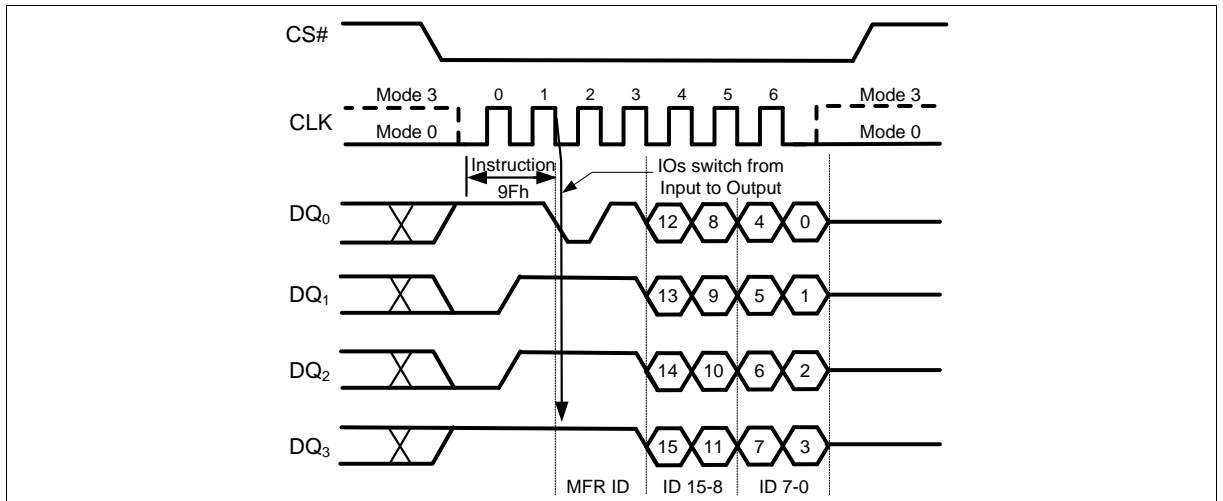 CS#
Mode 3 0 1 2 3 4 5 6 Mode 3
CLK
Mode 0 Mode 0
Instruction IOs switch from
9Fh Input to Output
DQ0 12 8 4 0
DQ1 13 9 5 1
DQ2 14 10 6 2
DQ3 15 11 7 3
MFR ID ID 15-8 ID 7-0